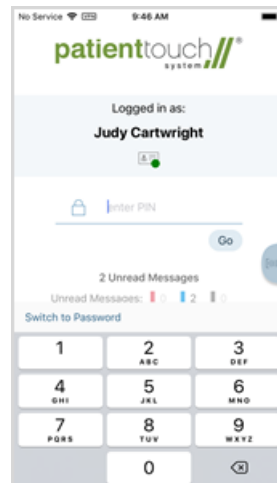 No Service 9:46 AM
patienttouch®
system
Logged in as:
Judy Cartwright
enter PIN
Go
2 Unread Messages
Unread Messages: 0 2 0
Switch to Password
1 2 3
ABC DEF
4 5 6
GHI JKL MNO
7 8 9
PQRS TUV WXYZ
0